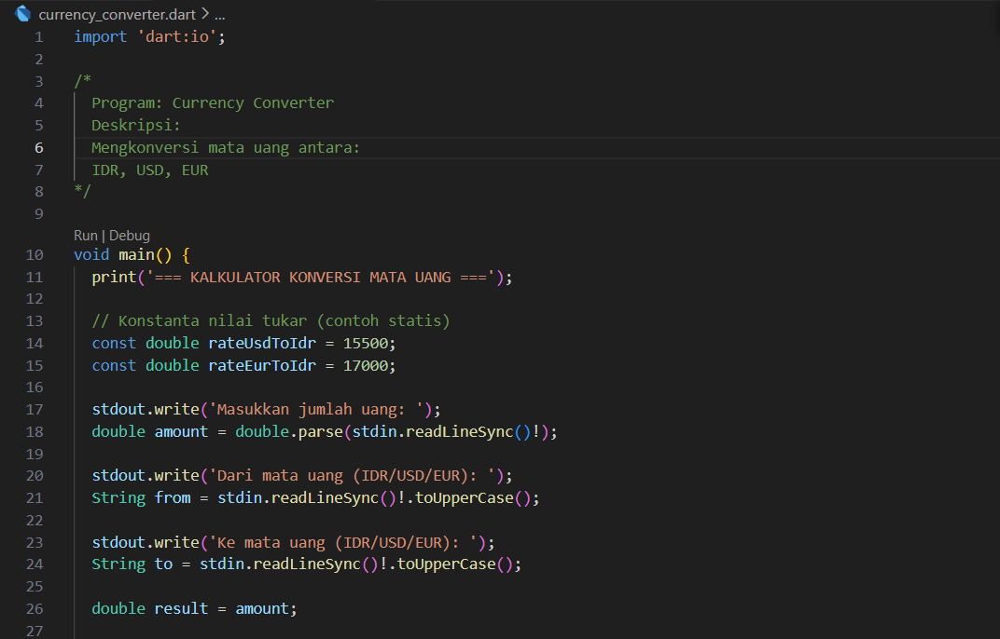 currency_converter.dart > ...
1 import 'dart:io';
2
3 /*
4 Program: Currency Converter
5 Deskripsi:
6 Mengkonversi mata uang antara:
7 IDR, USD, EUR
8 */
9
Run | Debug
10 void main() {
11 print('=== KALKULATOR KONVERSI MATA UANG ===');
12
13 // Konstanta nilai tukar (contoh statis)
14 const double rateUsdToIdr = 15500;
15 const double rateEurToIdr = 17000;
16
17 stdout.write('Masukkan jumlah uang: ');
18 double amount = double.parse(stdin.readLineSync()!);
19
20 stdout.write('Dari mata uang (IDR/USD/EUR): ');
21 String from = stdin.readLineSync()!.toUpperCase();
22
23 stdout.write('Ke mata uang (IDR/USD/EUR): ');
24 String to = stdin.readLineSync()!.toUpperCase();
25
26 double result = amount;
27